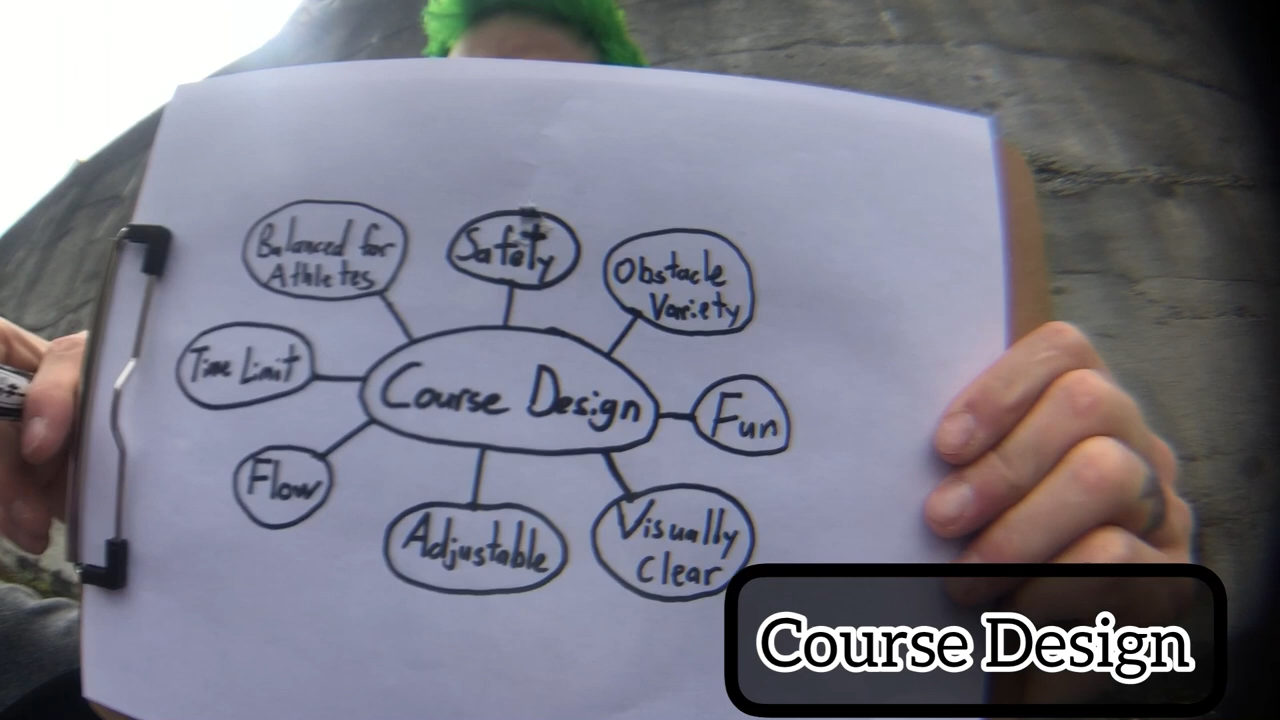 Balanced for
Athletes
Safety
Obstacle
Variety
Time Limit
Course Design
Fun
Flow
Adjustable
Visually
Clear
Course Design